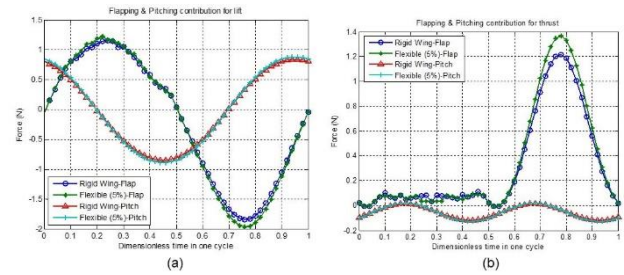 Flapping & Pitching contribution for lift
Force (N)
1.5
1
0.5
0
-0.5
-1
-1.5
-2
Rigid Wing-Flap
Flexible (5%)-Flap
Rigid Wing-Pitch
Flexible (5%)-Pitch
0 0.1 0.2 0.3 0.4 0.5 0.6 0.7 0.8 0.9 1
Dimensionless time in one cycle
(a)
Flapping & Pitching contribution for thrust
Force (N)
1.4
1.2
1
0.8
0.6
0.4
0.2
0
-0.2
Rigid Wing-Flap
Flexible (5%)-Flap
Rigid Wing-Pitch
Flexible (5%)-Pitch
0 0.1 0.2 0.3 0.4 0.5 0.6 0.7 0.8 0.9 1
Dimensionless time in one cycle
(b)